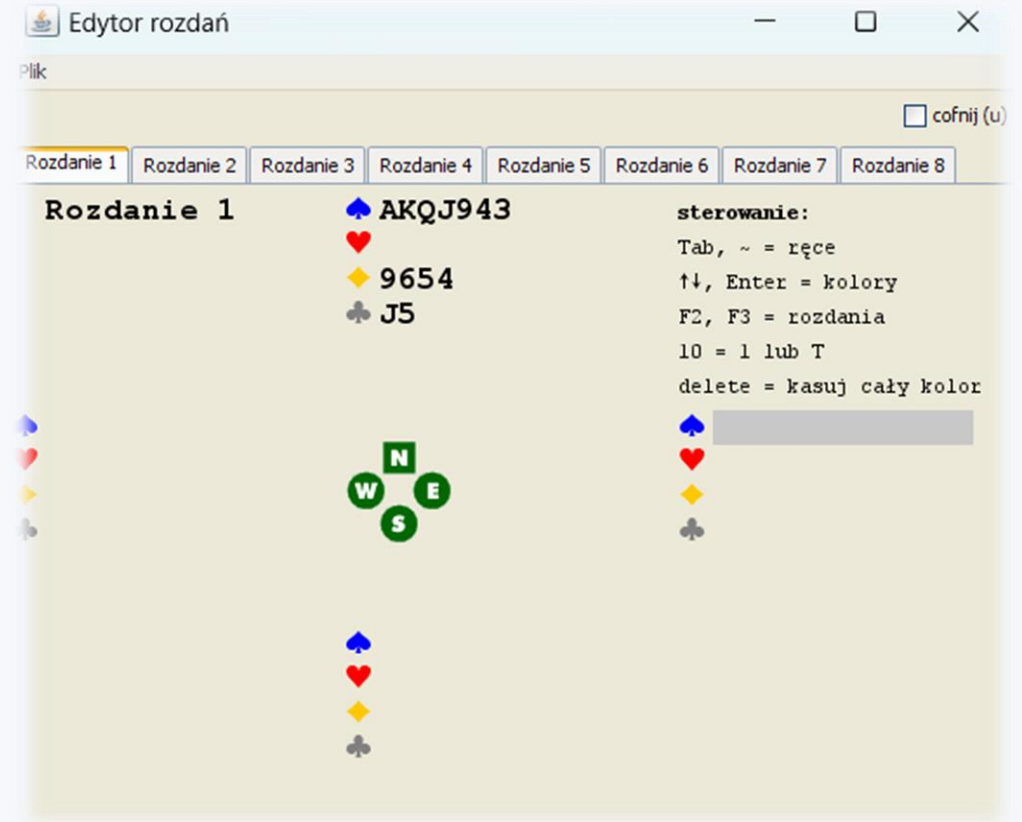 Edytor rozdań
Plik
cofnij (u)
Rozdanie 1 Rozdanie 2 Rozdanie 3 Rozdanie 4 Rozdanie 5 Rozdanie 6 Rozdanie 7 Rozdanie 8
Rozdanie 1
♠ AKQJ943
♥
♦ 9654
♣ J5
sterowanie:
Tab, ~ = ręce
↑↓, Enter = kolory
F2, F3 = rozdania
10 = 1 lub T
delete = kasuj cały kolor
N
W E
S